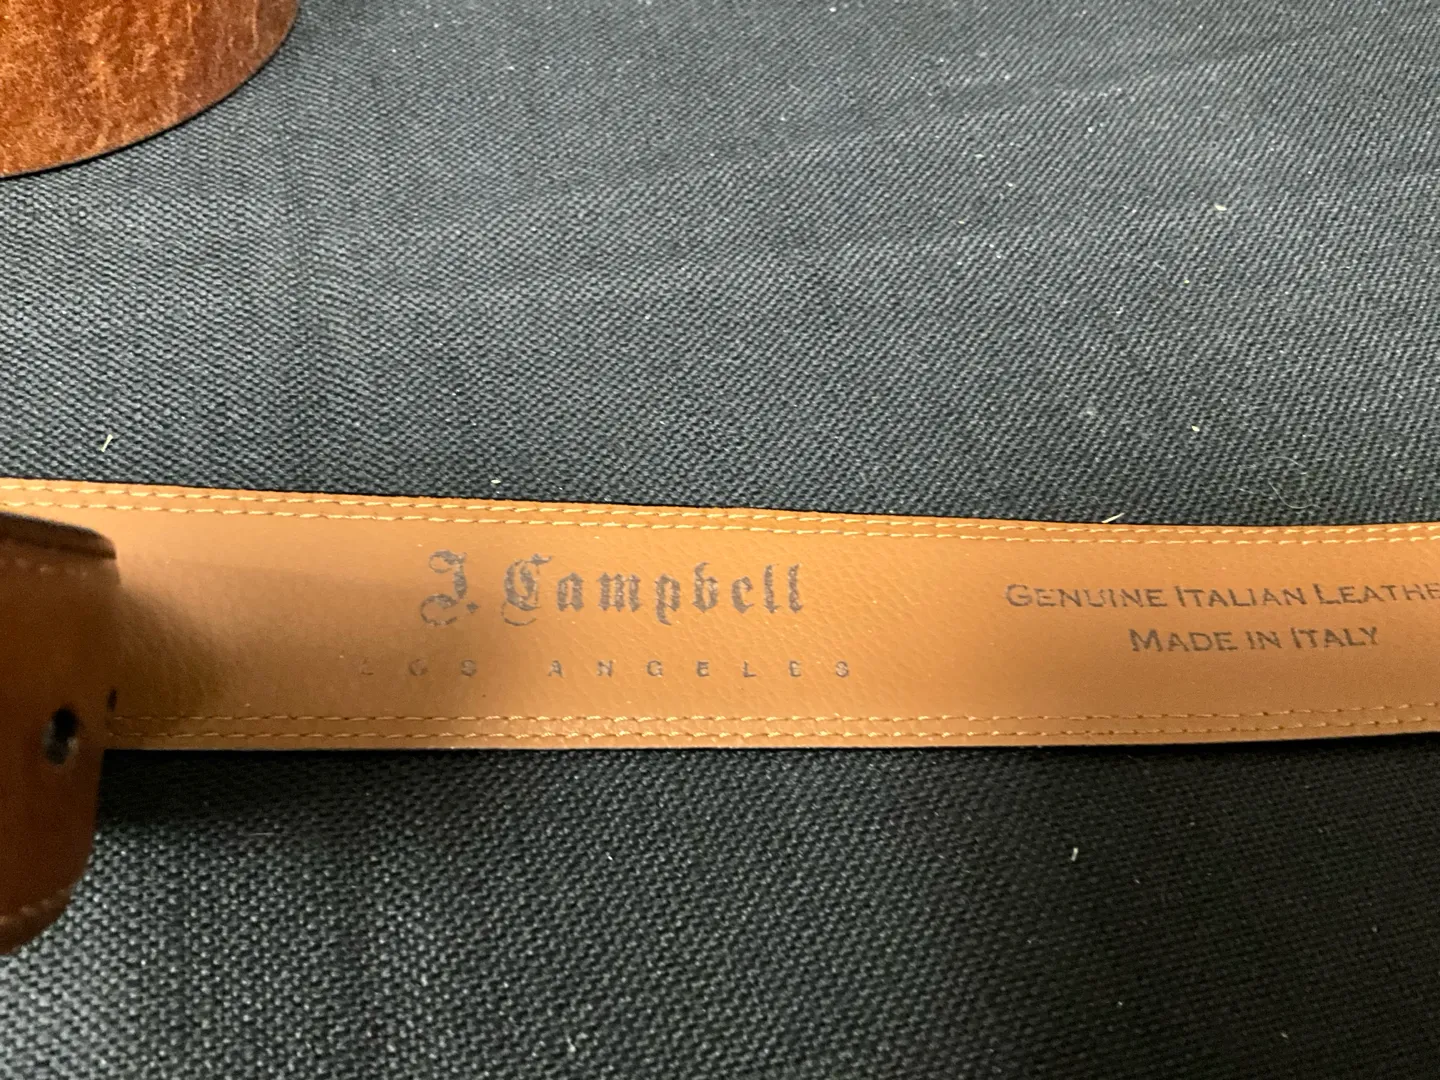 J. Campbell
LOS ANGELES
GENUINE ITALIAN LEATHE
MADE IN ITALY